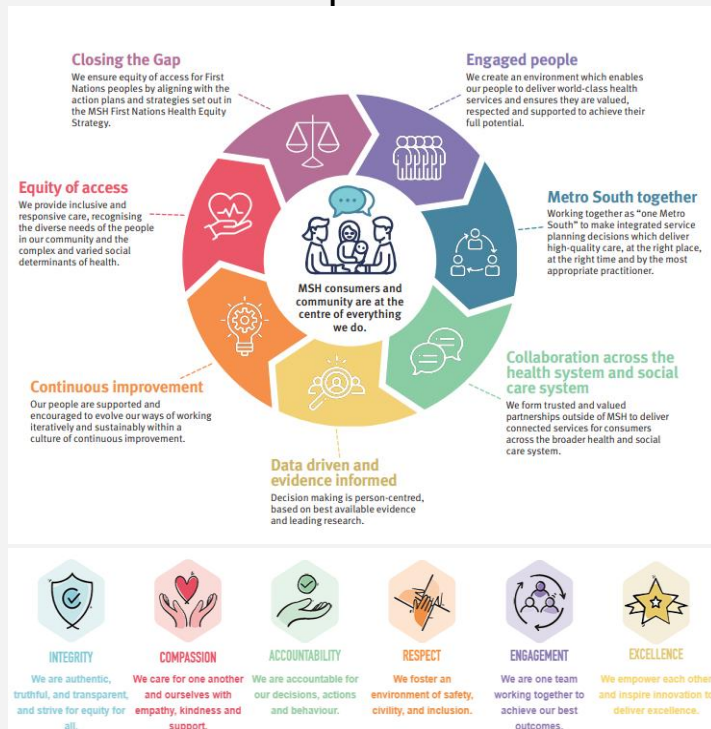 Closing the Gap
We ensure equity of access for First
Nations peoples by aligning with the
action plans and strategies set out in
the MSH First Nations Health Equity
Strategy.
Engaged people
We create an environment which enables
our people to deliver world-class health
services and ensures they are valued,
respected and supported to achieve their
full potential.
Equity of access
We provide inclusive and
responsive care, recognising
the diverse needs of the people
in our community and the
complex and varied social
determinants of health.
Metro South together
Working together as “one Metro
South” to make integrated service
planning decisions which deliver
high-quality care, at the right place,
at the right time and by the most
appropriate practitioner.
MSH consumers and
community are at the
centre of everything
we do.
Continuous improvement
Our people are supported and
encouraged to evolve our ways of working
iteratively and sustainably within a
culture of continuous improvement.
Collaboration across the
health system and social
care system
We form trusted and valued
partnerships outside of MSH to deliver
connected services for consumers
across the broader health and social
care system.
Data driven and
evidence informed
Decision making is person-centred,
based on best available evidence
and leading research.
INTEGRITY
We are authentic,
truthful, and transparent,
and strive for equity for
all.
COMPASSION
We care for one another
and ourselves with
empathy, kindness and
support.
ACCOUNTABILITY
We are accountable for
our decisions, actions
and behaviour.
RESPECT
We foster an
environment of safety,
civility, and inclusion.
ENGAGEMENT
We are one team
working together to
achieve our best
outcomes.
EXCELLENCE
We empower each other
and inspire innovation to
deliver excellence.